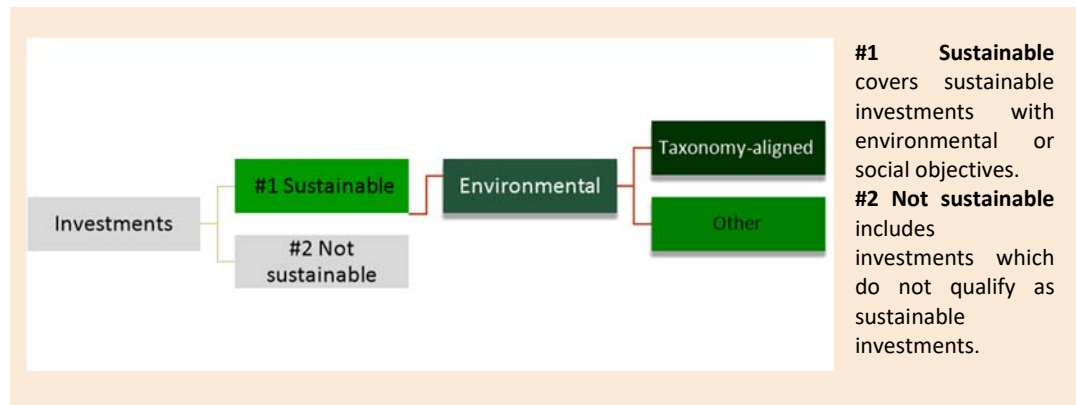 Investments
#1 Sustainable
#2 Not
sustainable
Environmental
Taxonomy-aligned
Other
#1 Sustainable
covers sustainable
investments with
environmental or
social objectives.
#2 Not sustainable
includes
investments which
do not qualify as
sustainable
investments.